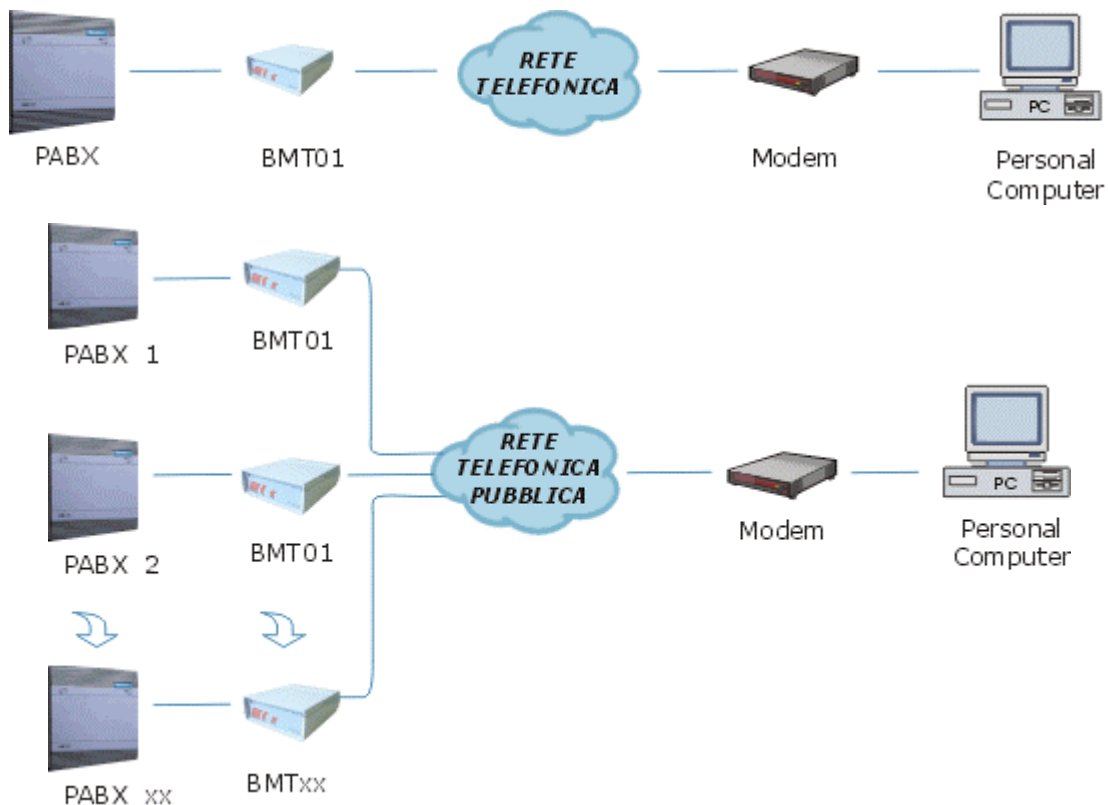 RETE
TELEFONICA
PC
PABX
BMT01
Modem
Personal
Computer
PABX 1
BMT01
RETE
TELEFONICA
PUBBLICA
PC
PABX 2
BMT01
Modem
Personal
Computer
PABX xx
BMTxx